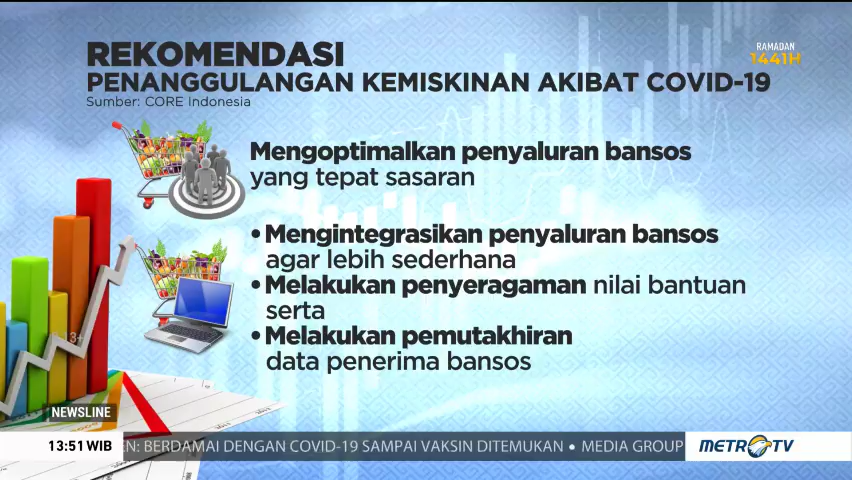 REKOMENDASI
PENANGGULANGAN KEMISKINAN AKIBAT COVID-19
Sumber: CORE Indonesia
RAMADAN
1441H
Mengoptimalkan penyaluran bansos
yang tepat sasaran
• Mengintegrasikan penyaluran bansos
agar lebih sederhana
• Melakukan penyeragaman nilai bantuan
serta
• Melakukan pemutakhiran
data penerima bansos
13+
NEWSLINE
13:51 WIB
EN: BERDAMAI DENGAN COVID-19 SAMPAI VAKSIN DITEMUKAN • MEDIA GROUP
METRO TV